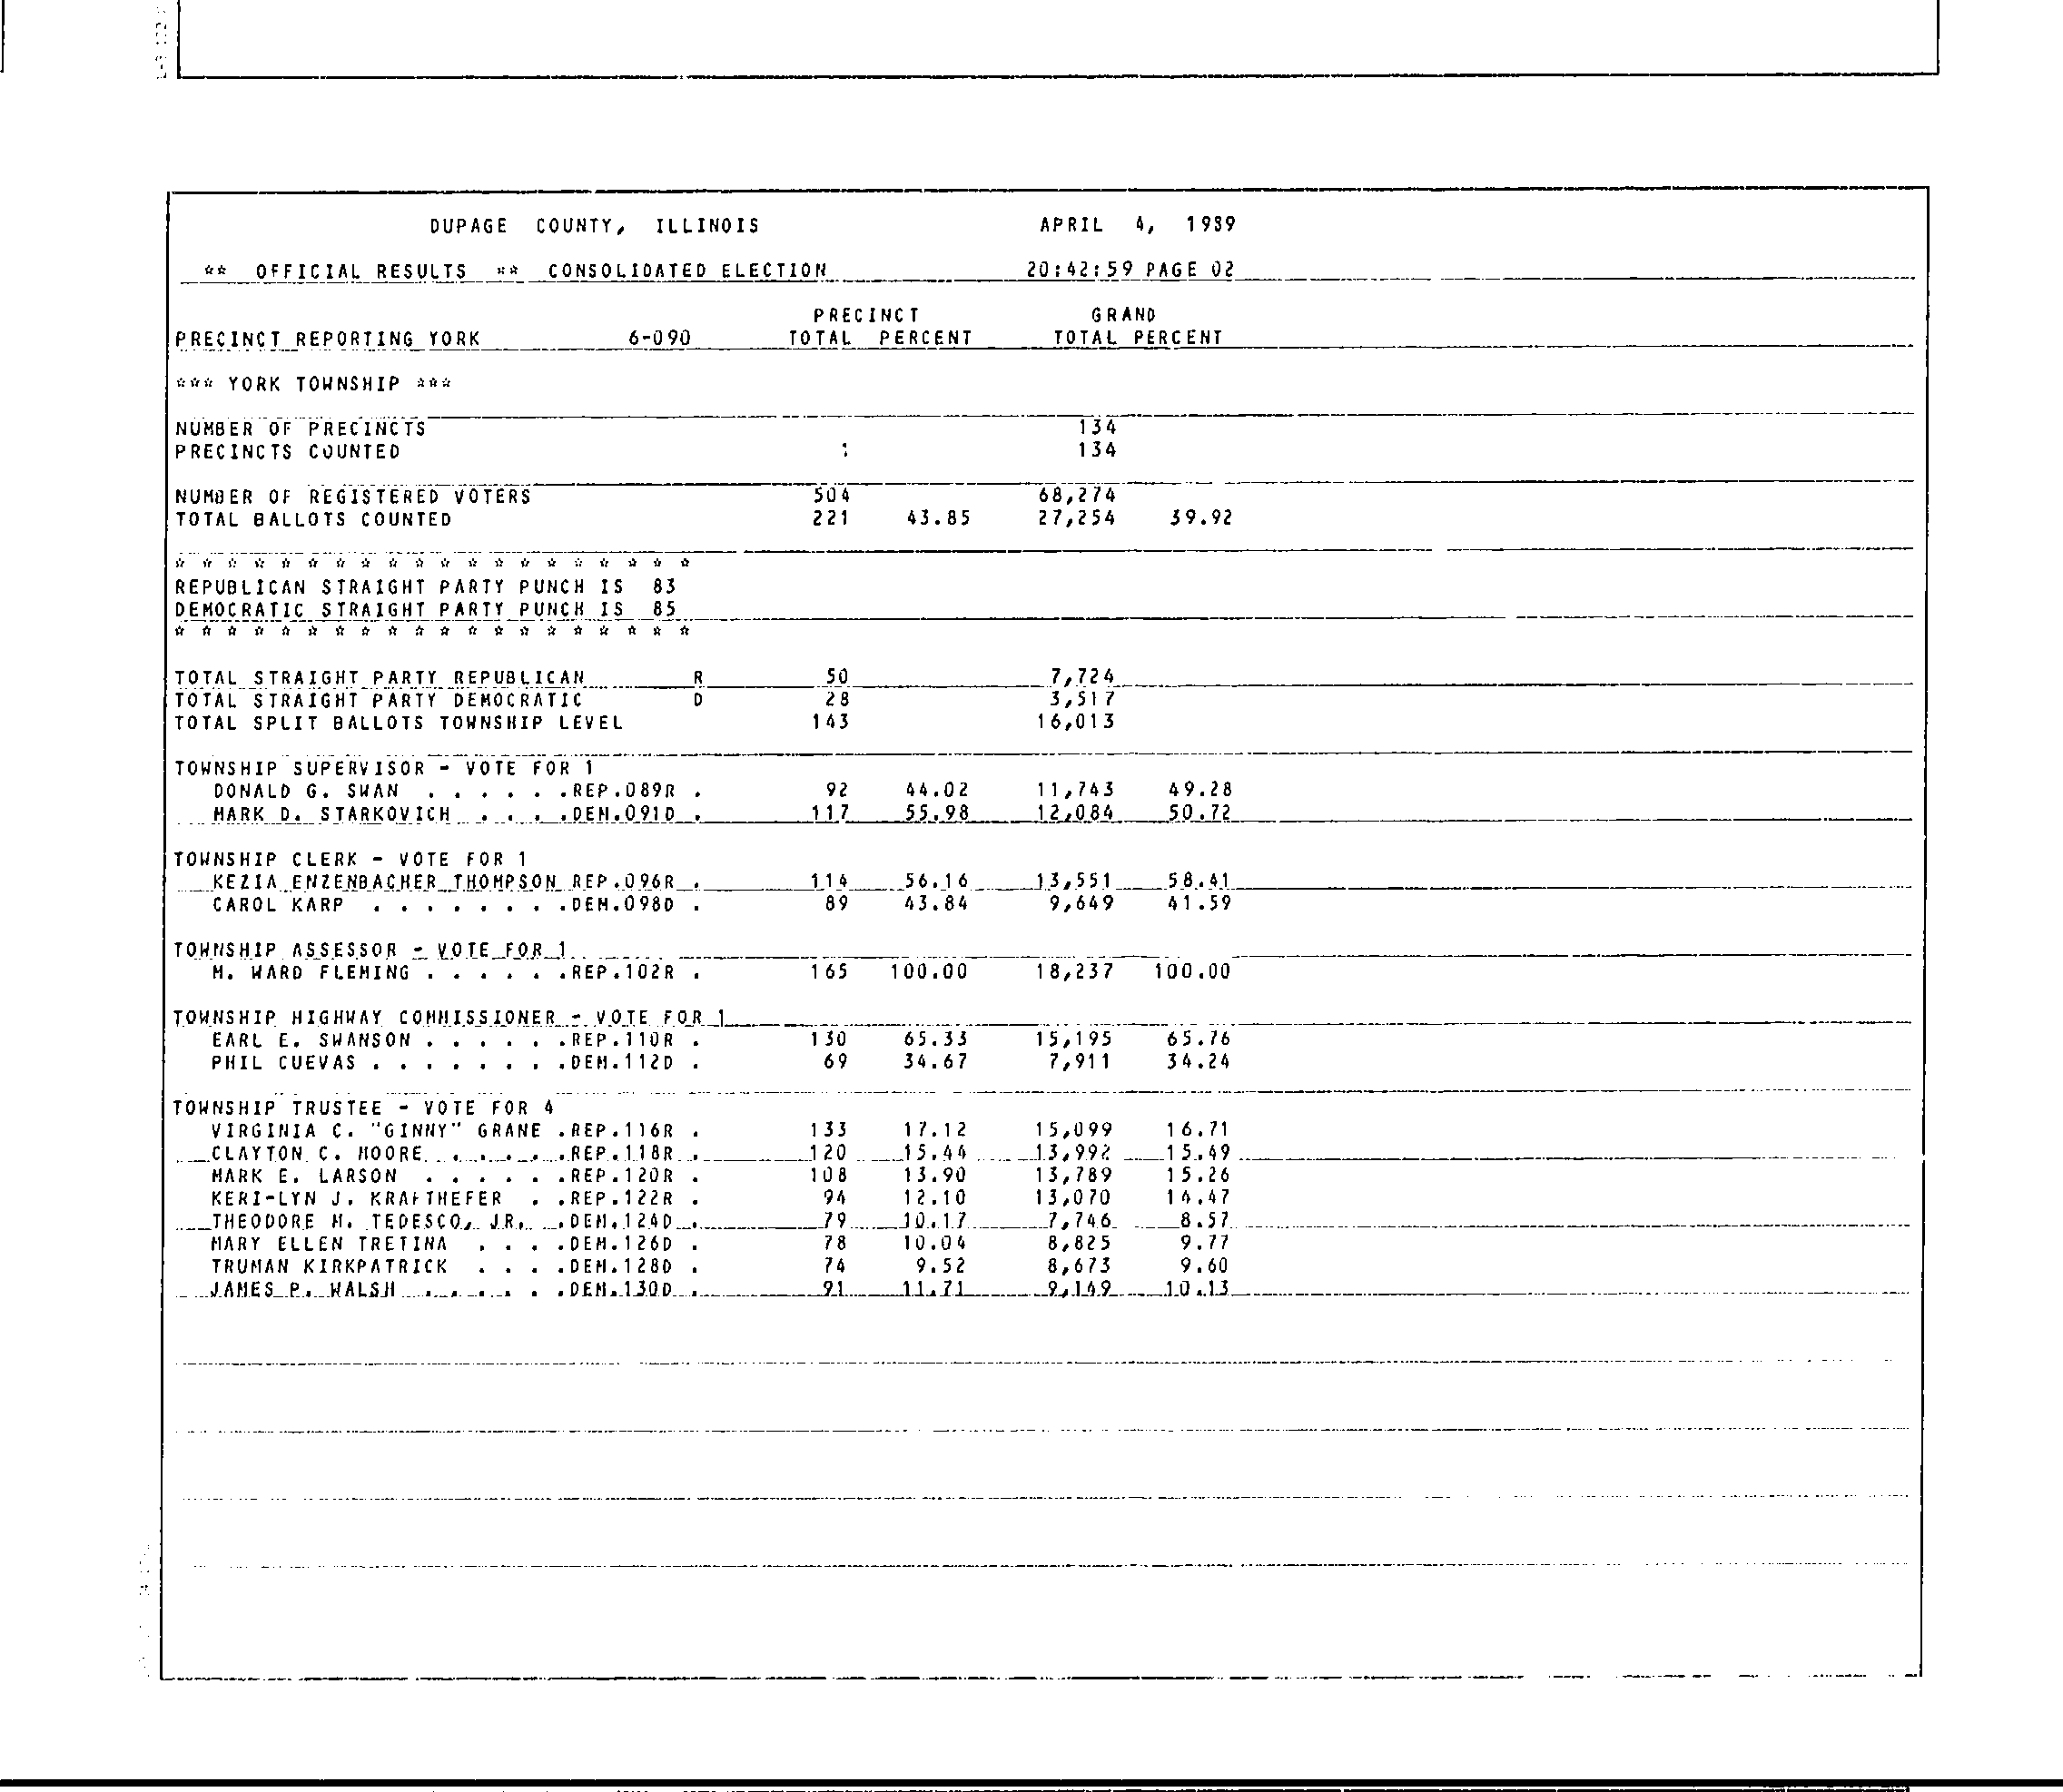 DUPAGE COUNTY, ILLINOIS APRIL 4, 1989
** OFFICIAL RESULTS ** CONSOLIDATED ELECTION 20:42:59 PAGE 02
PRECINCT GRAND
PRECINCT REPORTING YORK 6-090 TOTAL PERCENT TOTAL PERCENT
*** YORK TOWNSHIP ***
NUMBER OF PRECINCTS 134
PRECINCTS COUNTED 1 134
NUMBER OF REGISTERED VOTERS 504 68,274
TOTAL BALLOTS COUNTED 221 43.85 27,254 39.92
* * * * * * * * * * * * * * * * * * * *
REPUBLICAN STRAIGHT PARTY PUNCH IS 83
DEMOCRATIC STRAIGHT PARTY PUNCH IS 85
* * * * * * * * * * * * * * * * * * * *
TOTAL STRAIGHT PARTY REPUBLICAN R 50 7,724
TOTAL STRAIGHT PARTY DEMOCRATIC D 28 3,517
TOTAL SPLIT BALLOTS TOWNSHIP LEVEL 143 16,013
TOWNSHIP SUPERVISOR - VOTE FOR 1
DONALD G. SWAN . . . . . .REP.089R . 92 44.02 11,743 49.28
MARK D. STARKOVICH . . . .DEM.091D . 117 55.98 12,084 50.72
TOWNSHIP CLERK - VOTE FOR 1
KEZIA ENZENBACHER THOMPSON REP.096R . 114 56.16 13,551 58.41
CAROL KARP . . . . . . . .DEM.098D . 89 43.84 9,649 41.59
TOWNSHIP ASSESSOR - VOTE FOR 1
M. WARD FLEMING . . . . . .REP.102R . 165 100.00 18,237 100.00
TOWNSHIP HIGHWAY COMMISSIONER - VOTE FOR 1
EARL E. SWANSON . . . . . .REP.110R . 130 65.33 15,195 65.76
PHIL CUEVAS . . . . . . . .DEM.112D . 69 34.67 7,911 34.24
TOWNSHIP TRUSTEE - VOTE FOR 4
VIRGINIA C. "GINNY" GRANE .REP.116R . 133 17.12 15,099 16.71
CLAYTON C. MOORE . . . . . .REP.118R . 120 15.44 13,992 15.49
MARK E. LARSON . . . . . .REP.120R . 108 13.90 13,789 15.26
KERI-LYN J. KRAFTHEFER . .REP.122R . 94 12.10 13,070 14.47
THEODORE M. TEDESCO, JR. .DEM.124D . 79 10.17 7,746 8.57
MARY ELLEN TRETINA . . . .DEM.126D . 78 10.04 8,825 9.77
TRUMAN KIRKPATRICK . . . .DEM.128D . 74 9.52 8,673 9.60
JAMES P. WALSH . . . . . .DEM.130D . 91 11.71 9,149 10.13